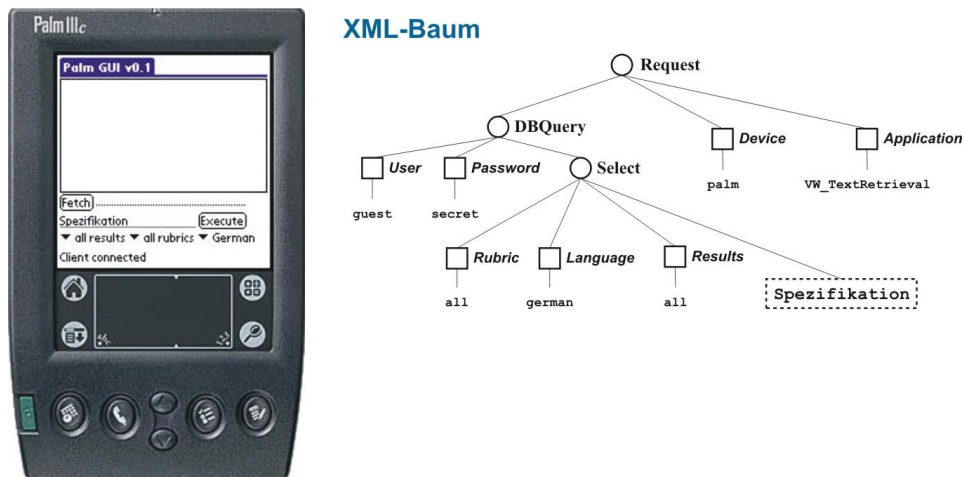 Palm IIIc
Palm GUI v0.1
Fetch
Spezifikation Execute
all results all rubrics German
Client connected
XML-Baum
Request
DBQuery Device Application
User Password Select palm VW_TextRetrieval
guest secret
Rubric Language Results
all german all Spezifikation